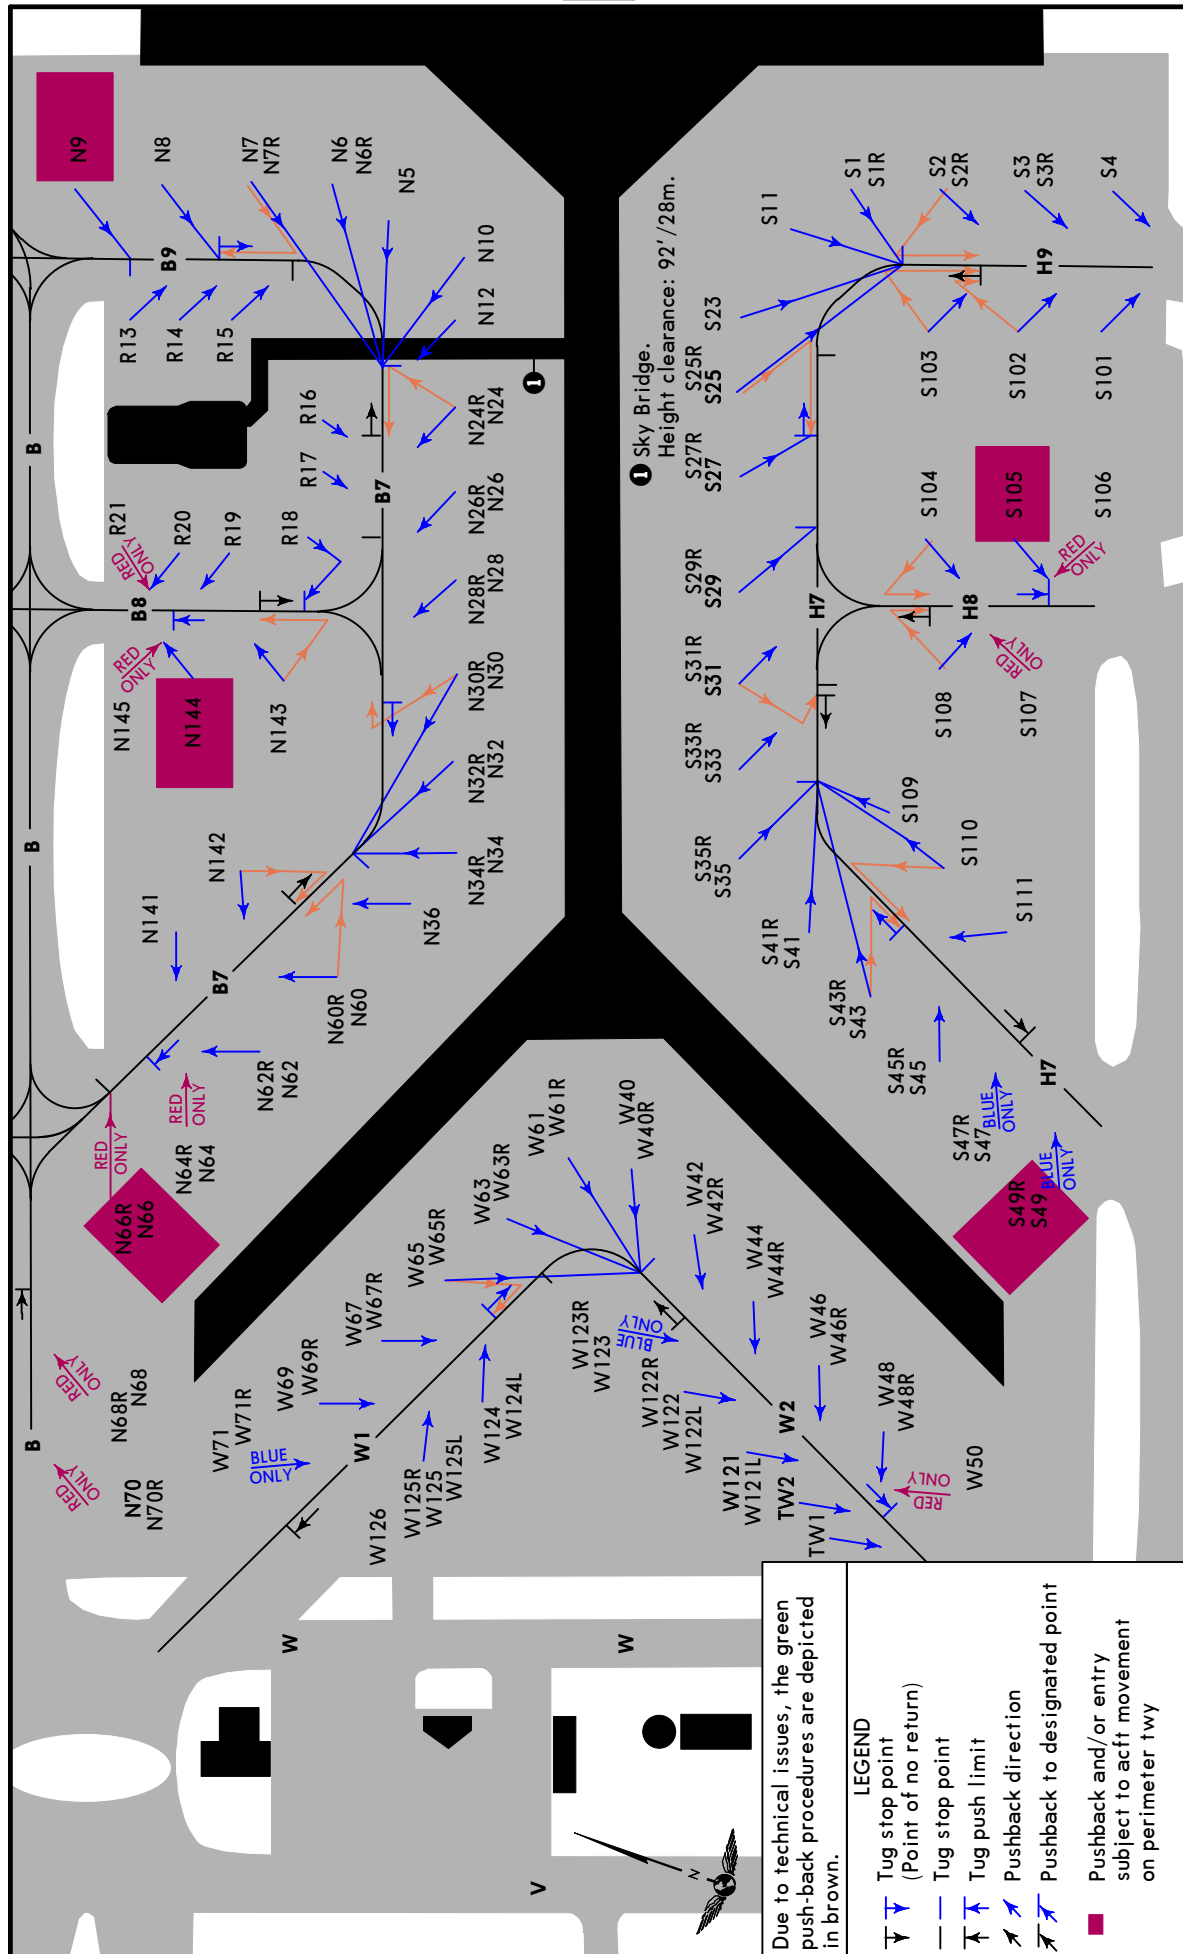 N9
N8
N7
N7R
N6
N6R
N5
N10
N12
R13
R14
R15
B9
B
R16
R17
R18
R19
R20
R21
RED
ONLY
B8
RED
ONLY
B7
N24R
N24
N26R
N26
N28R
N28
N30R
N30
N32R
N32
N34R
N34
N36
N145
N144
N143
N142
N141
B
B7
N60R
N60
N62R
N62
RED
ONLY
N64R
N64
RED
ONLY
N66R
N66
RED
ONLY
N68R
N68
B
RED
ONLY
N70
N70R
1
1 Sky Bridge.
Height clearance: 92'/28m.
S1
S1R
S2
S2R
S3
S3R
S4
S11
S23
S25R
S25
S27R
S27
S29R
S29
S31R
S31
S33R
S33
S35R
S35
S41R
S41
S43R
S43
S45R
S45
S47R
S47
BLUE
ONLY
S49R
S49
BLUE
ONLY
H9
S103
S102
S101
S104
S105
S106
RED
ONLY
H8
H7
RED
ONLY
S108
S107
S109
S110
S111
H7
W61
W61R
W40
W40R
W63
W63R
W65
W65R
W67
W67R
W69
W69R
W71
W71R
BLUE
ONLY
W1
W42
W42R
W44
W44R
W46
W46R
W48
W48R
W50
RED
ONLY
W2
W123R
W123
BLUE
ONLY
W122R
W122
W122L
W121
W121L
TW2
TW1
W124
W124L
W125R
W125
W125L
W126
W
W
V
N
Due to technical issues, the green
push-back procedures are depicted
in brown.
LEGEND
Tug stop point
(Point of no return)
Tug stop point
Tug push limit
Pushback direction
Pushback to designated point
Pushback and/or entry
subject to acft movement
on perimeter twy